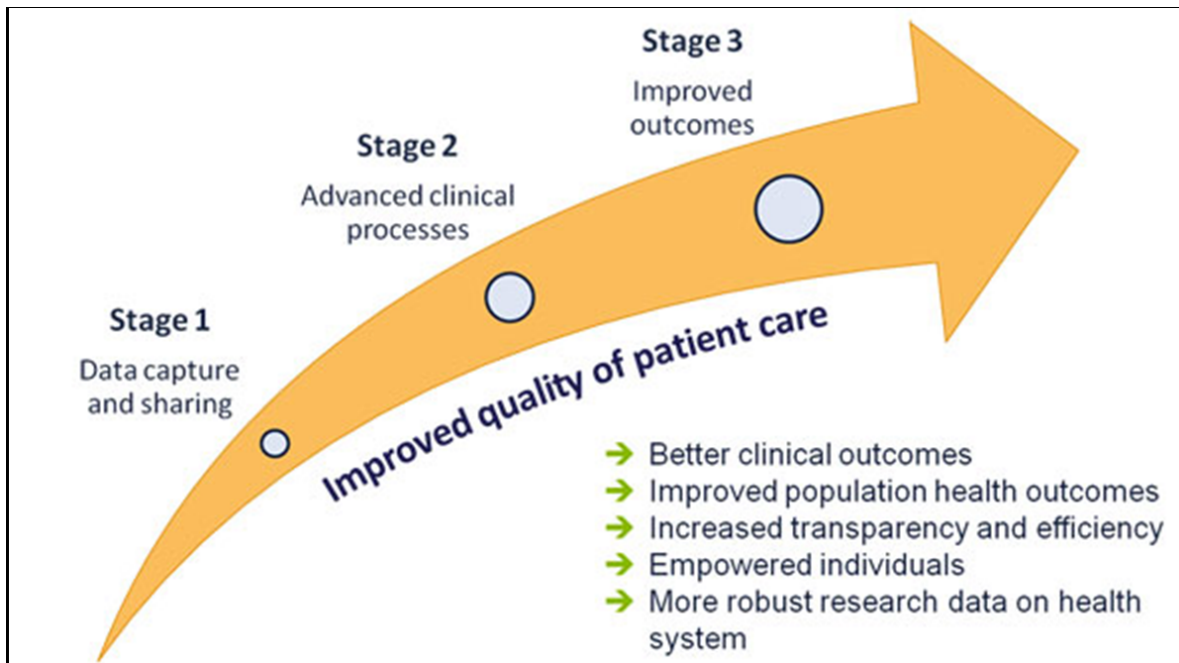 Stage 1
Data capture
and sharing
Stage 2
Advanced clinical
processes
Stage 3
Improved
outcomes
Improved quality of patient care
Better clinical outcomes
Improved population health outcomes
Increased transparency and efficiency
Empowered individuals
More robust research data on health
system